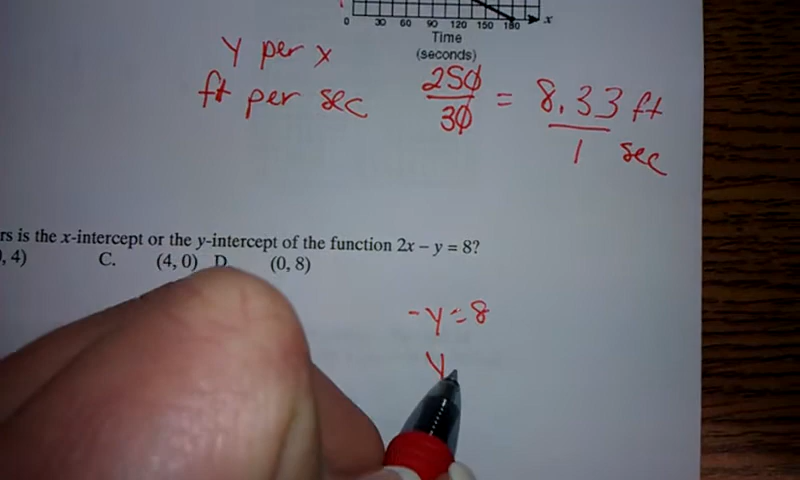 0 30 60 90 120 150 180 x
Time
(seconds)
y per x
ft per sec
250/30 = 8.33 ft/1 sec
rs is the x-intercept or the y-intercept of the function 2x – y = 8?
, 4) C. (4, 0) D. (0, 8)
-y = 8
y